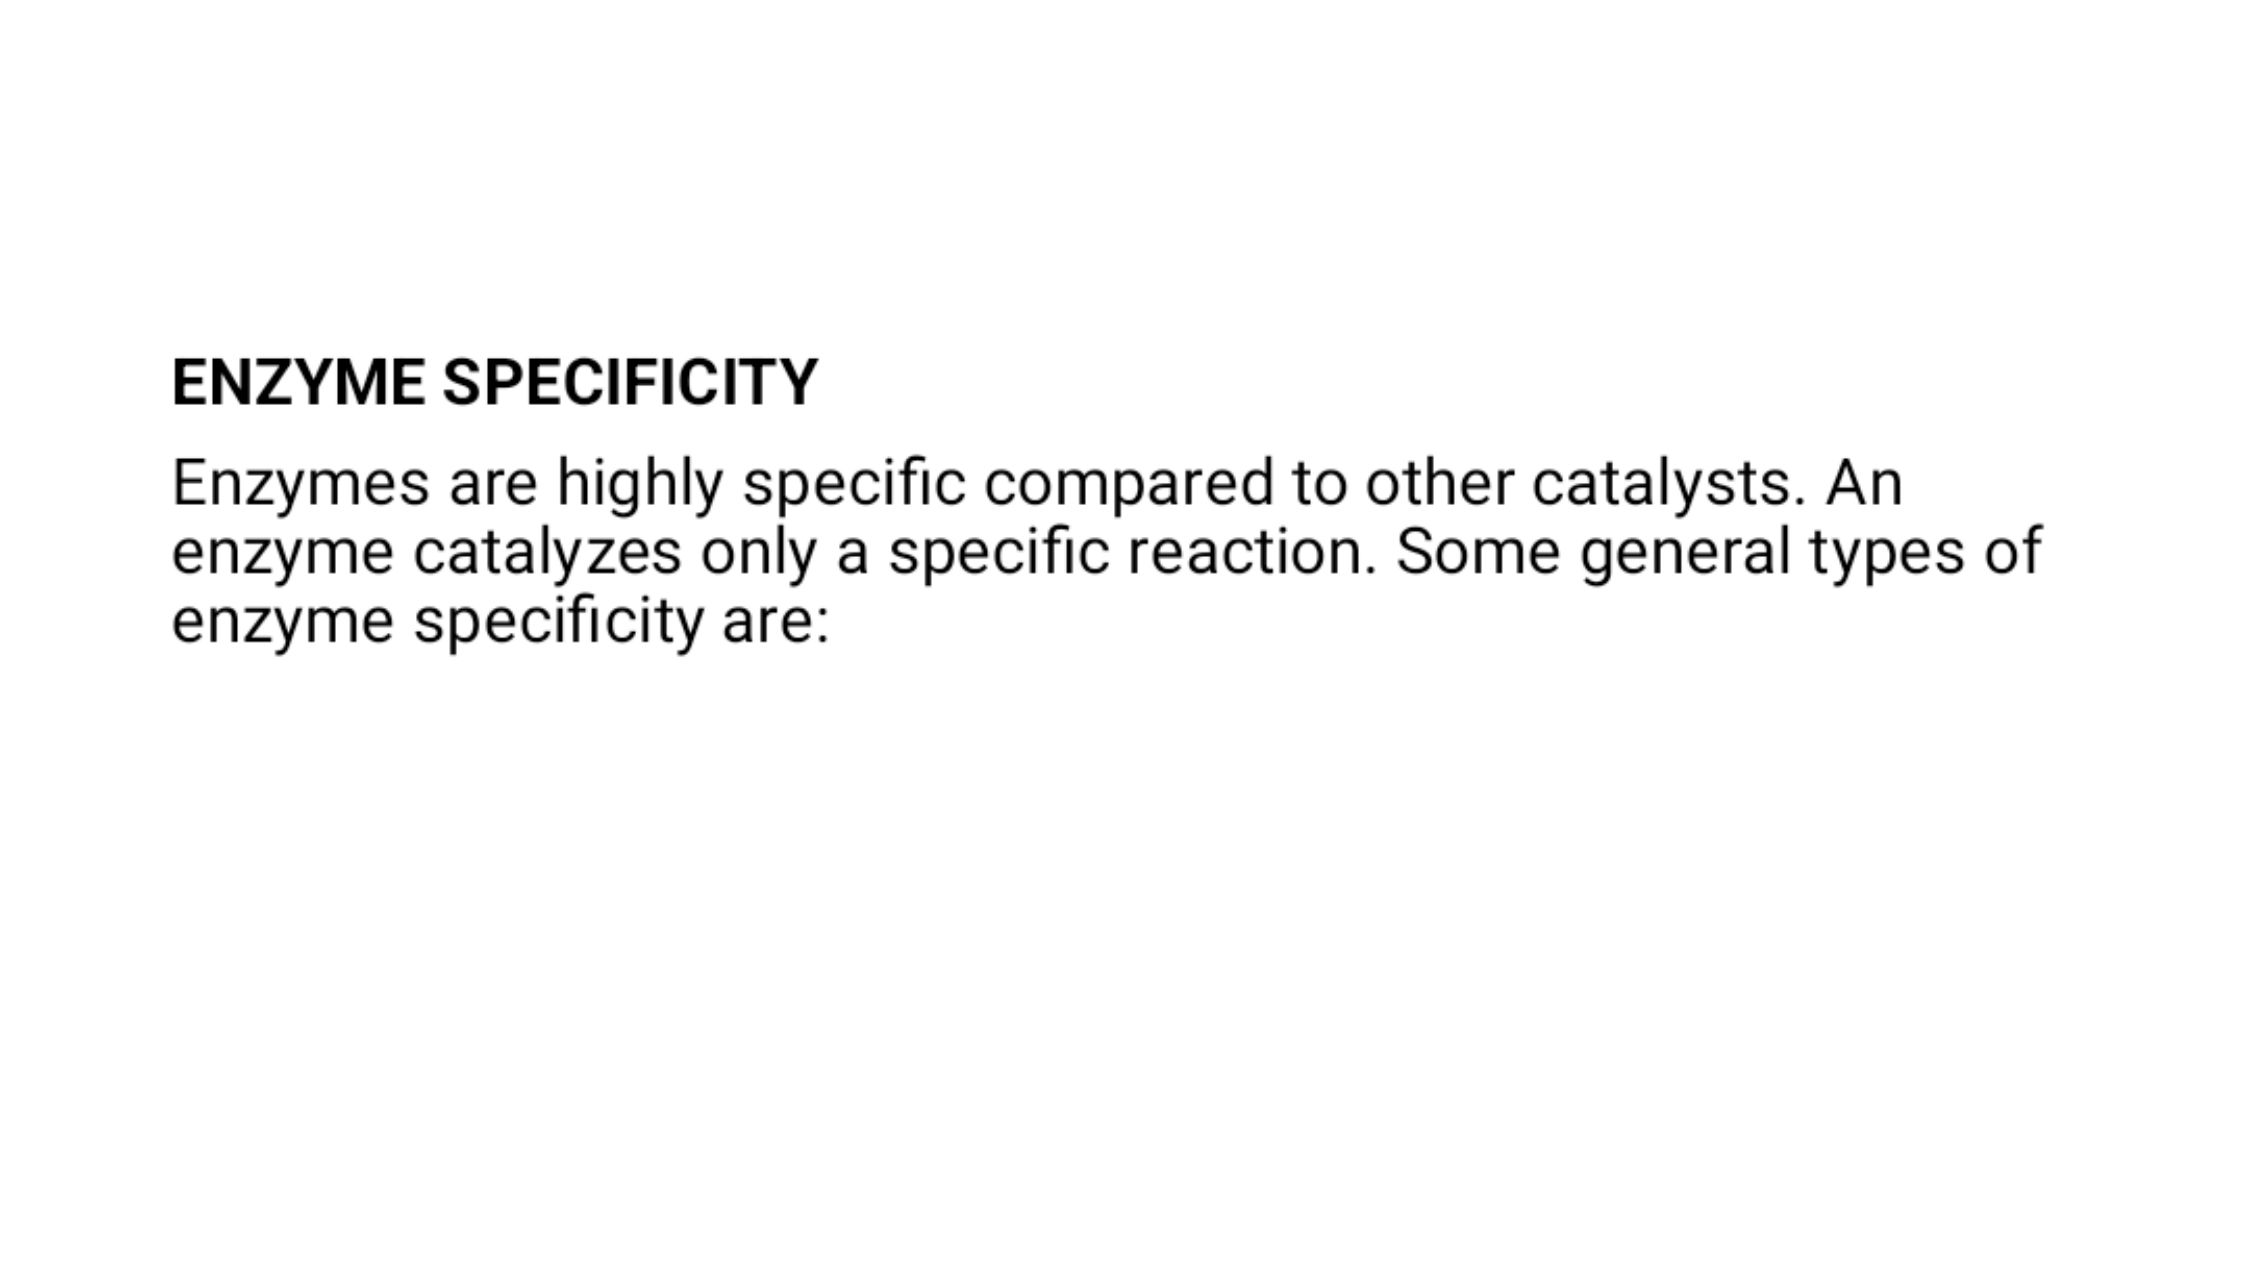 ENZYME SPECIFICITY
Enzymes are highly specific compared to other catalysts. An
enzyme catalyzes only a specific reaction. Some general types of
enzyme specificity are: